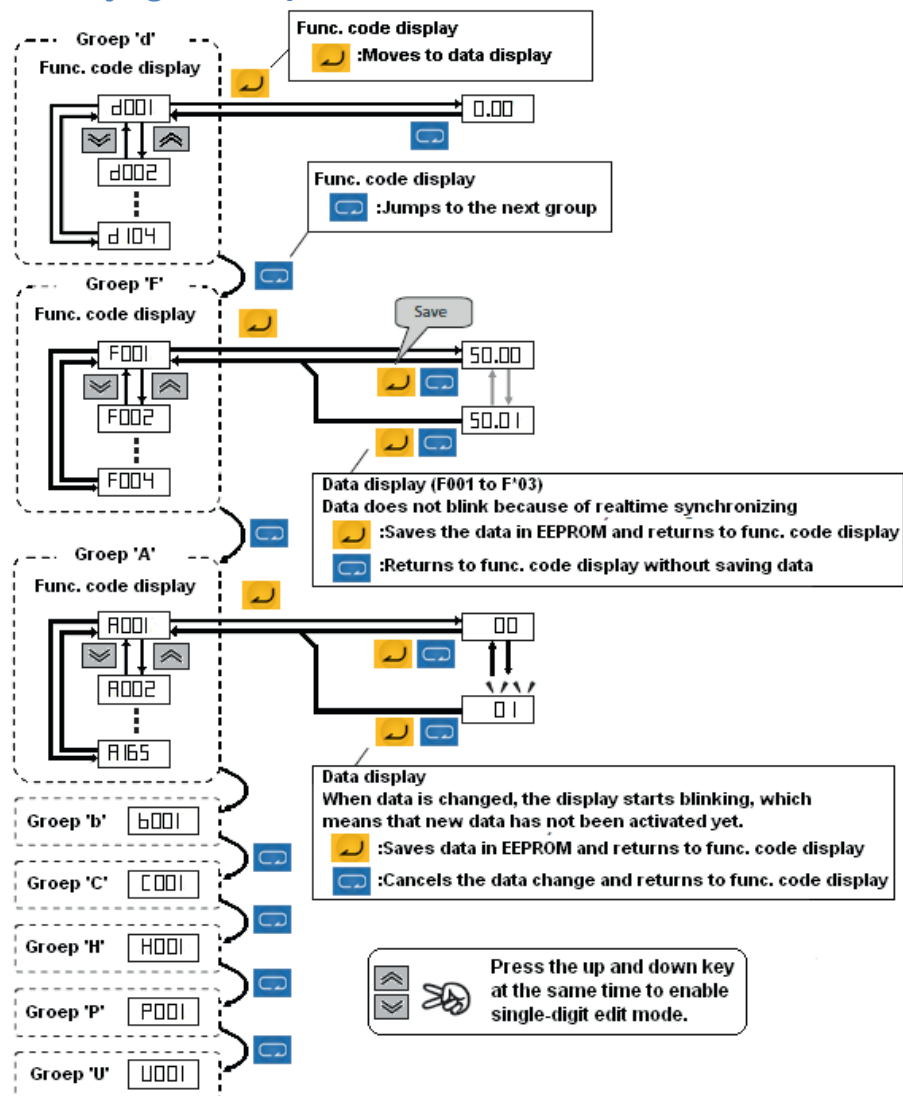 Func. code display
:Moves to data display
Groep 'd'
Func. code display
d001
0.00
d002
d104
Func. code display
:Jumps to the next group
Groep 'F'
Func. code display
Save
F001
50.00
F002
50.01
F004
Data display (F001 to F*03)
Data does not blink because of realtime synchronizing
:Saves the data in EEPROM and returns to func. code display
:Returns to func. code display without saving data
Groep 'A'
Func. code display
A001
00
A002
01
A165
Data display
When data is changed, the display starts blinking, which
means that new data has not been activated yet.
:Saves data in EEPROM and returns to func. code display
:Cancels the data change and returns to func. code display
Groep 'b' b001
Groep 'C' C001
Groep 'H' H001
Groep 'P' P001
Groep 'U' U001
Press the up and down key
at the same time to enable
single-digit edit mode.